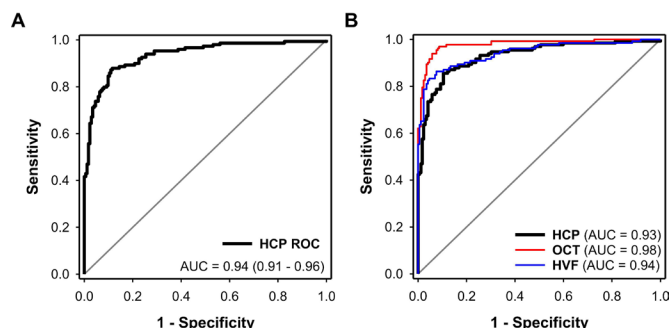 A
B
1.0
0.8
0.6
0.4
0.2
0.0
Sensitivity
HCP ROC
AUC = 0.94 (0.91 - 0.96)
0.0 0.2 0.4 0.6 0.8 1.0
1 - Specificity
1.0
0.8
0.6
0.4
0.2
0.0
Sensitivity
HCP (AUC = 0.93)
OCT (AUC = 0.98)
HVF (AUC = 0.94)
0.0 0.2 0.4 0.6 0.8 1.0
1 - Specificity